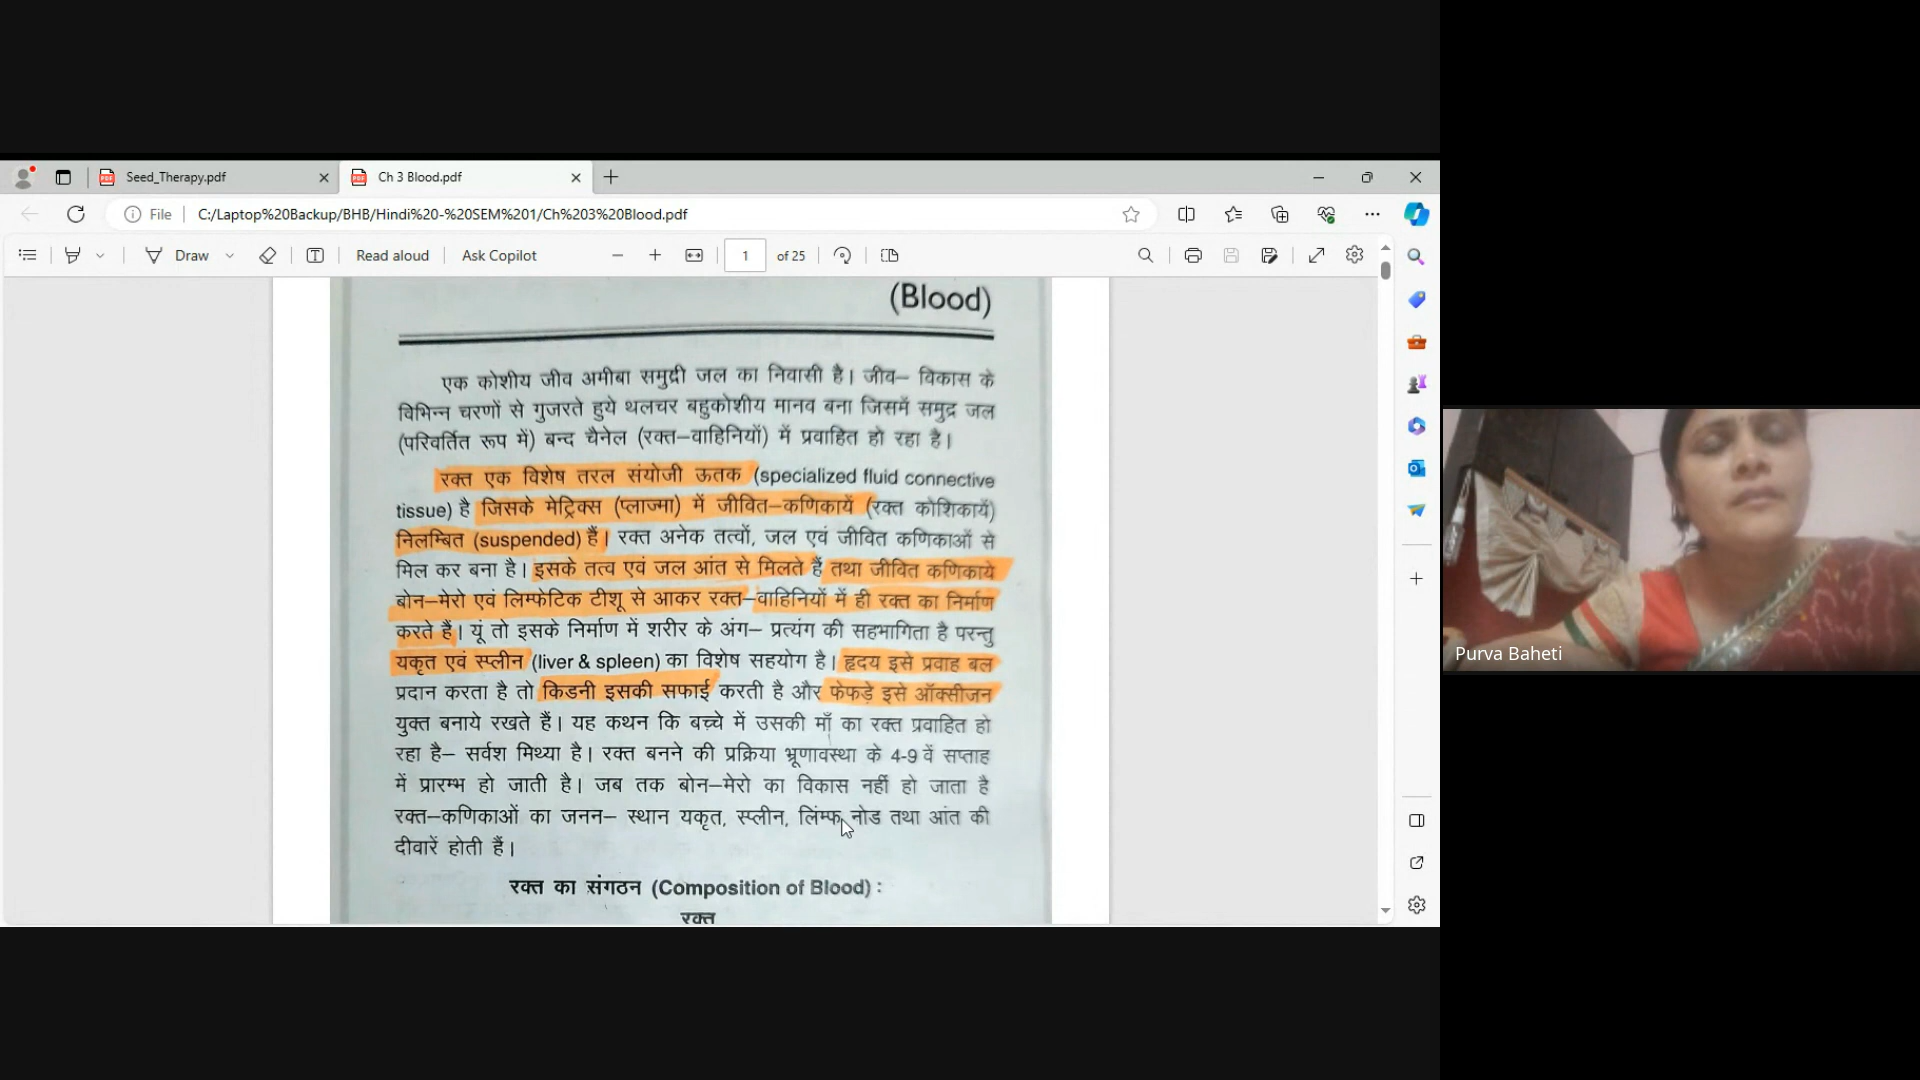 Seed_Therapy.pdf
Ch 3 Blood.pdf
File
C:/Laptop%20Backup/BHB/Hindi%20-%20SEM%201/Ch%203%20Blood.pdf
Draw
Read aloud
Ask Copilot
1
of 25
(Blood)
एक कोशीय जीव अमीबा समुद्री जल का निवासी है। जीव– विकास के
विभिन्न चरणों से गुजरते हुये थलचर बहुकोशीय मानव बना जिसमें समुद्र जल
(परिवर्तित रूप में) बन्द चैनेल (रक्त–वाहिनियों) में प्रवाहित हो रहा है।
रक्त एक विशेष तरल संयोजी ऊतक (specialized fluid connective
tissue) है जिसके मेट्रिक्स (प्लाज्मा) में जीवित–कणिकायें (रक्त कोशिकायें)
निलम्बित (suspended) हैं। रक्त अनेक तत्वों, जल एवं जीवित कणिकाओं से
मिल कर बना है। इसके तत्व एवं जल आंत से मिलते हैं तथा जीवित कणिकाये
बोन–मेरो एवं लिम्फेटिक टीशू से आकर रक्त–वाहिनियों में ही रक्त का निर्माण
करते हैं। यूं तो इसके निर्माण में शरीर के अंग– प्रत्यंग की सहभागिता है परन्तु
यकृत एवं स्प्लीन (liver & spleen) का विशेष सहयोग है। हृदय इसे प्रवाह बल
प्रदान करता है तो किडनी इसकी सफाई करती है और फेफड़े इसे ऑक्सीजन
युक्त बनाये रखते हैं। यह कथन कि बच्चे में उसकी माँ का रक्त प्रवाहित हो
रहा है– सर्वश मिथ्या है। रक्त बनने की प्रक्रिया भ्रूणावस्था के 4-9 वें सप्ताह
में प्रारम्भ हो जाती है। जब तक बोन–मेरो का विकास नहीं हो जाता है
रक्त–कणिकाओं का जनन– स्थान यकृत, स्प्लीन, लिंम्फ नोड तथा आंत की
दीवारें होती हैं।
रक्त का संगठन (Composition of Blood) :
रक्त
Purva Baheti